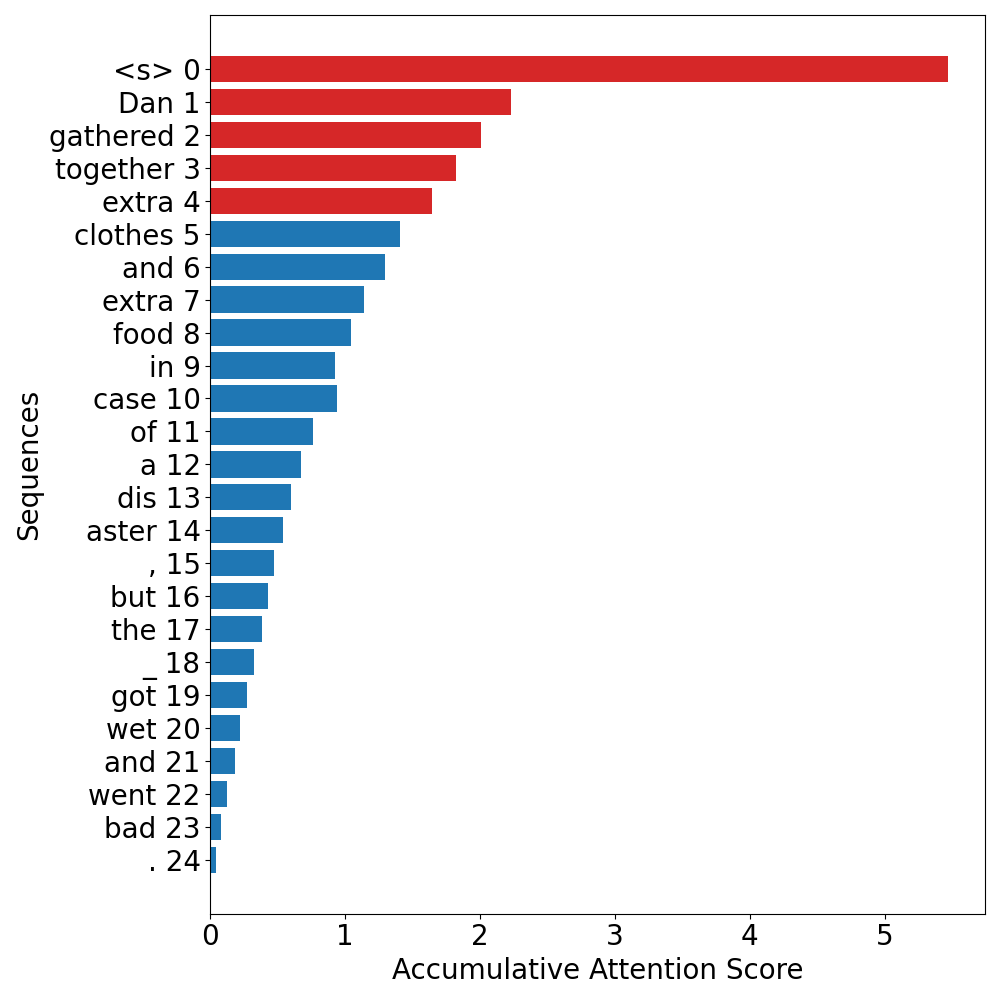 <s> 0
Dan 1
gathered 2
together 3
extra 4
clothes 5
and 6
extra 7
food 8
in 9
case 10
of 11
a 12
dis 13
aster 14
, 15
but 16
the 17
_ 18
got 19
wet 20
and 21
went 22
bad 23
. 24
Sequences
0 1 2 3 4 5
Accumulative Attention Score